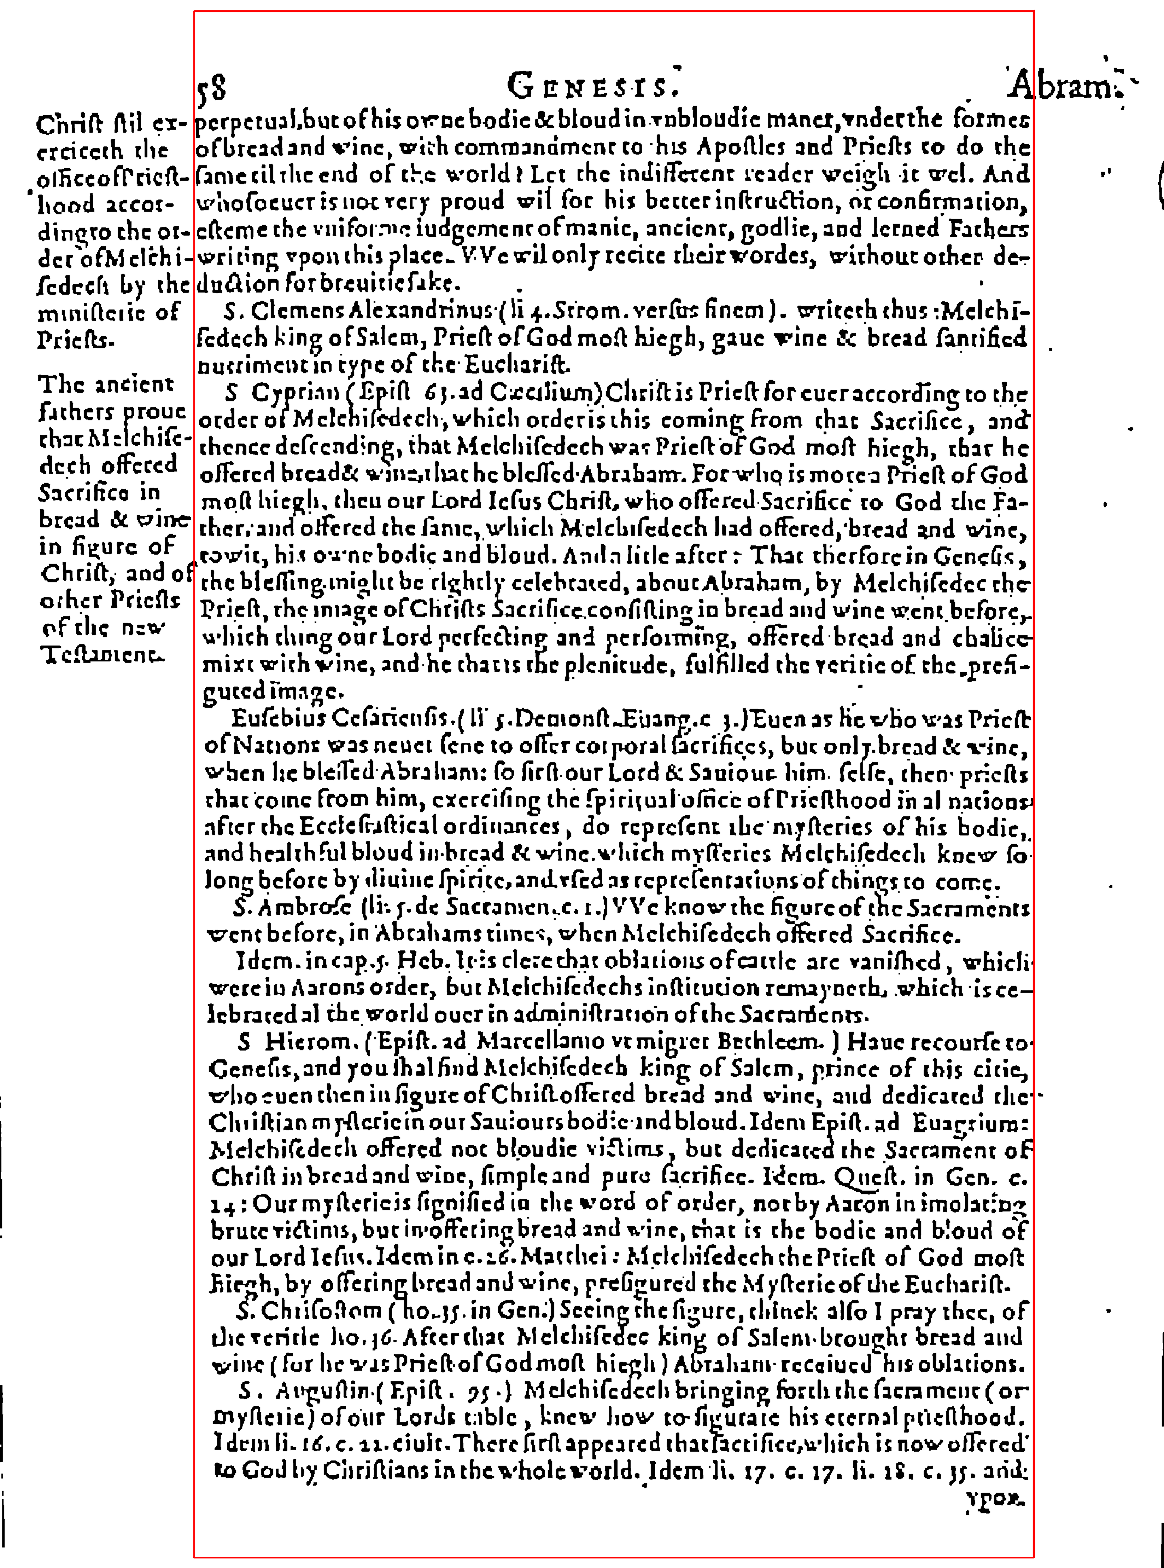 58 GENESIS. Abram.
Christ stil ex-
erciseth the
office of Priest-
hood accor-
ding to the or-
der of Melchi-
sedech by the
ministerie of
Priests.
The ancient
fathers proue
that Melchise-
dech offered
Sacrifice in
bread & wine
in figure of
Christ, and of
other Priests
of the new
Testament.
perpetual, but of his owne bodie & bloud in vnbloudie maner, vnder the formes
of bread and wine, with commandment to his Apostles and Priests to do the
same til the end of the world? Let the indifferent reader weigh it wel. And
whosoeuer is not very proud wil for his better instruction, or confirmation,
esteme the vniforme iudgement of manie, ancient, godlie, and lerned Fathers
writing vpon this place. VVe wil only recite their wordes, without other de-
duction for breuitie sake.
S. Clemens Alexandrinus (li 4. Strom. versus finem). writeth thus: Melchi-
sedech king of Salem, Priest of God most hiegh, gaue wine & bread santified
nutriment in type of the Eucharist.
S Cyprian (Epist 63. ad Cæcilium) Christ is Priest for euer according to the
order of Melchisedech, which order is this coming from that Sacrifice, and
thence descending, that Melchisedech was Priest of God most hiegh, that he
offered bread & wine, that he blessed Abraham. For who is more a Priest of God
most hiegh, then our Lord Iesus Christ, who offered Sacrifice to God the Fa-
ther, and offered the same, which Melchisedech had offered, bread and wine,
towit, his owne bodie and bloud. And a litle after: That therfore in Genesis,
the blessing might be rightly celebrated, about Abraham, by Melchisedec the
Priest, the image of Christs Sacrifice consisting in bread and wine went before,
which thing our Lord perfecting and performing, offered bread and chalice
mixt with wine, and he that is the plenitude, fulfilled the veritie of the prefi-
gured image.
Eusebius Cesariensis. (li 5. Demonst. Euang. c 3.) Euen as he who was Priest
of Nations was neuer sene to offer corporal sacrifices, but only bread & wine,
when he blessed Abraham: so first our Lord & Sauiour him selfe, then priests
that come from him, exercising the spiritual office of Priesthood in al nations
after the Ecclesiastical ordinances, do represent the mysteries of his bodie,
and healthful bloud in bread & wine. which mysteries Melchisedech knew so
long before by diuine spirite, and vsed as representations of things to come.
S. Ambrose (li. 5. de Sacramen. c. 1.) VVe know the figure of the Sacraments
went before, in Abrahams times, when Melchisedech offered Sacrifice.
Idem. in cap. 5. Heb. It is clere that oblations of cattle are vanished, which
were in Aarons order, but Melchisedechs institution remayneth, which is ce-
lebrated al the world ouer in administration of the Sacraments.
S Hierom. (Epist. ad Marcellam vt migret Bethleem.) Haue recourse to
Genesis, and you shal find Melchisedech king of Salem, prince of this citie,
who euen then in figure of Christ offered bread and wine, and dedicated the
Christian mysterie in our Sauiours bodie and bloud. Idem Epist. ad Euagrium:
Melchisedech offered not bloudie victims, but dedicated the Sacrament of
Christ in bread and wine, simple and pure sacrifice. Idem. Quest. in Gen. c.
14: Our mysterie is signified in the word of order, not by Aaron in imolating
brute victims, but in offering bread and wine, that is the bodie and bloud of
our Lord Iesus. Idem in c. 26. Matthei: Melchisedech the Priest of God most
hiegh, by offering bread and wine, prefigured the Mysterie of the Eucharist.
S. Chrisostom (ho. 35. in Gen.) Seeing the figure, thinck also I pray thee, of
the veritie ho. 36. After that Melchisedec king of Salem brought bread and
wine (for he was Priest of God most hiegh) Abraham receiued his oblations.
S. Augustin (Epist. 95.) Melchisedech bringing forth the sacrament (or
mysterie) of our Lords table, knew how to figurate his eternal priesthood.
Idem li. 16. c. 22. ciuit. There first appeared that sacrifice, which is now offered
to God by Christians in the whole world. Idem li. 17. c. 17. li. 18. c. 35. and
vpon